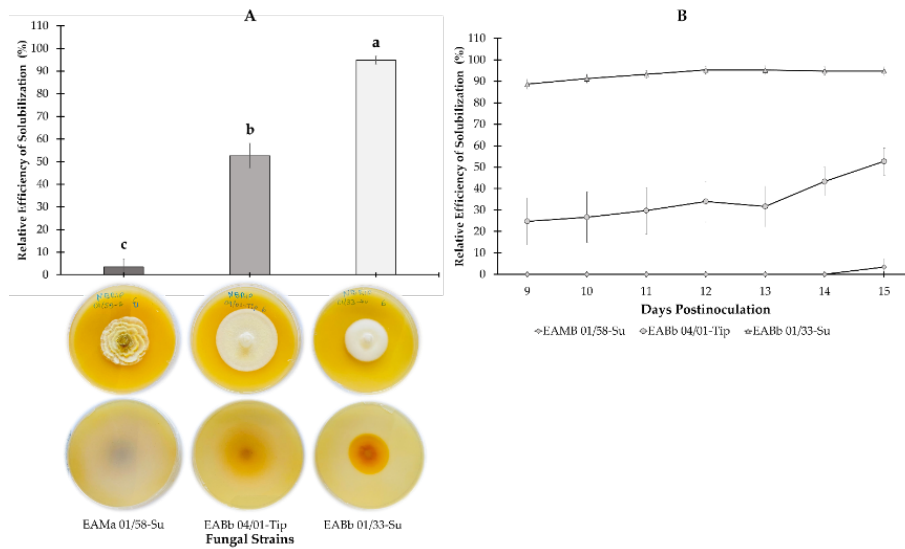 A
Relative Efficiency of Solubilization (%)
110
100
90
80
70
60
50
40
30
20
10
0
c
b
a
NBRIP
EAMa 01/58-Su
EABb 04/01-Tip
EABb 01/33-Su
Fungal Strains
B
Relative Efficiency of Solubilization (%)
110
100
90
80
70
60
50
40
30
20
10
0
9 10 11 12 13 14 15
Days Postinoculation
EAMB 01/58-Su EABb 04/01-Tip EABb 01/33-Su